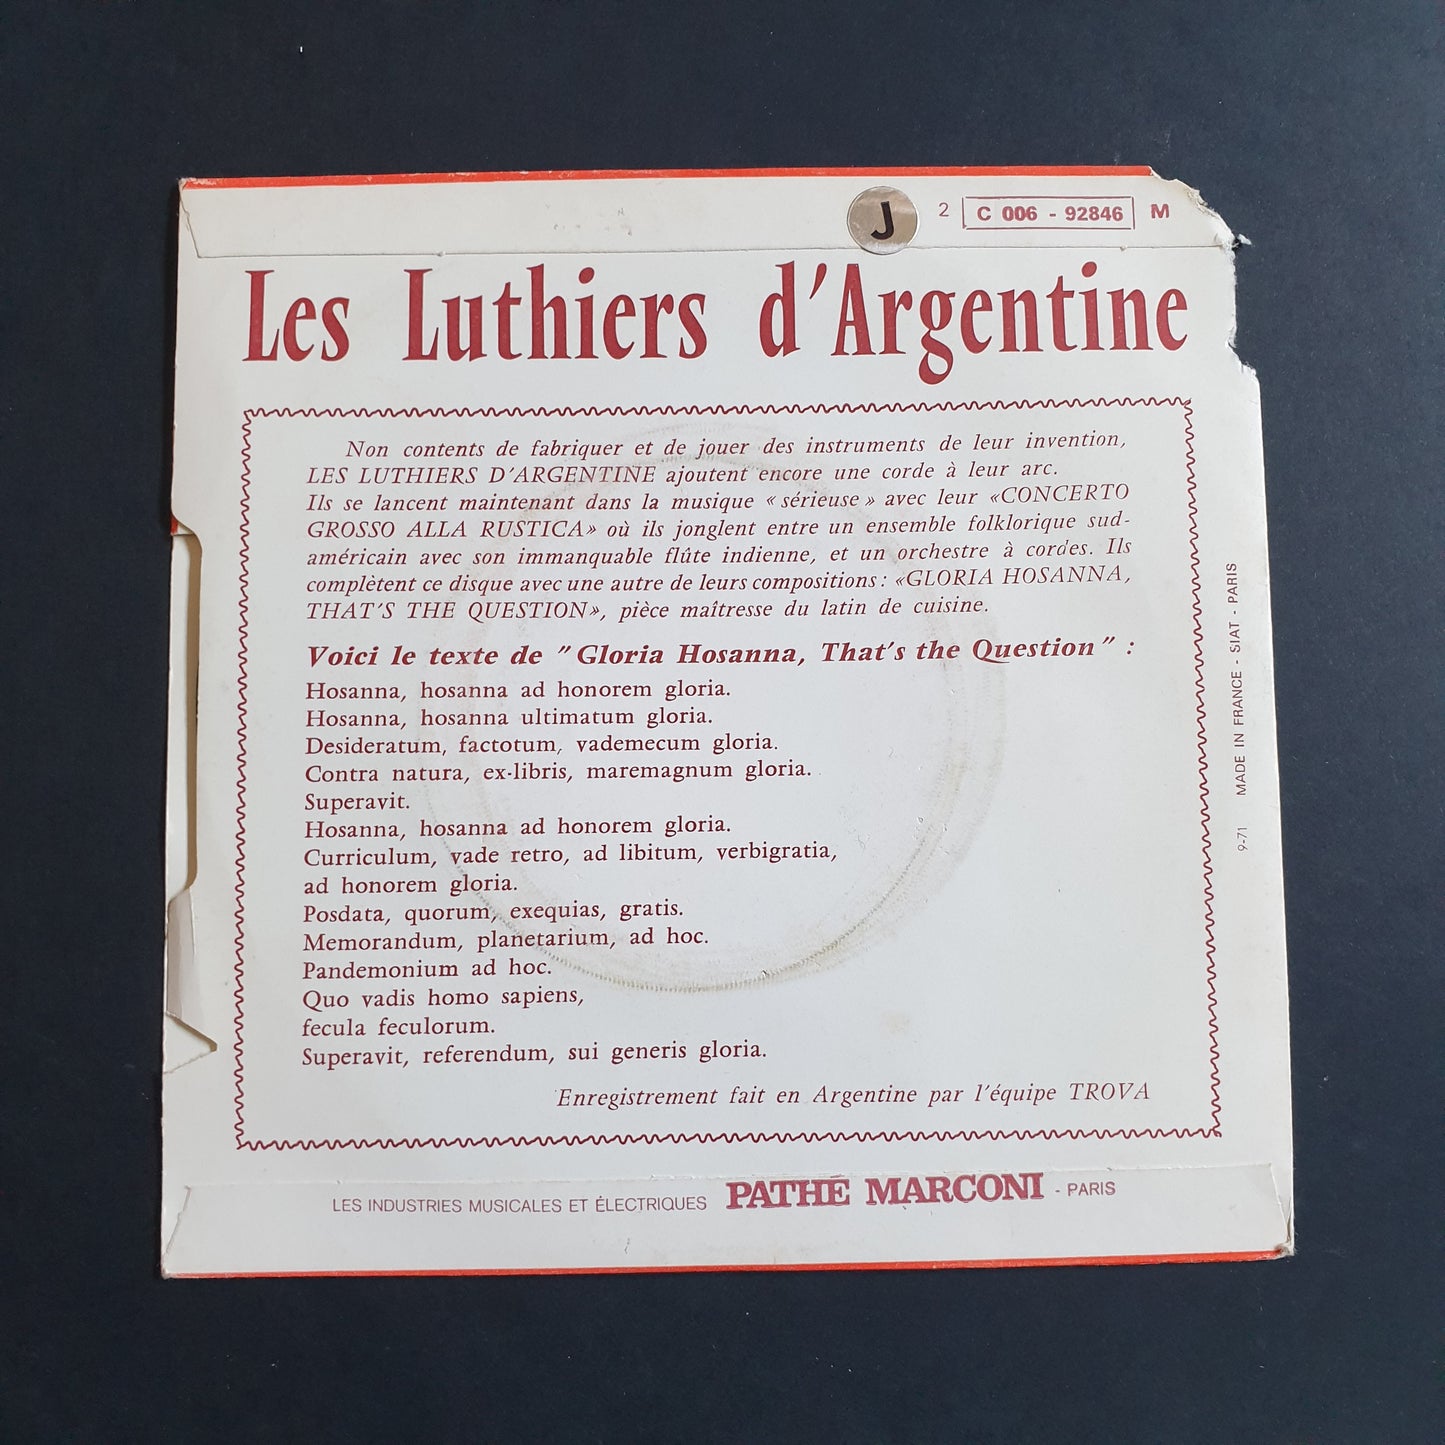 J 2 C 006 - 92846 M
Les Luthiers d'Argentine
Non contents de fabriquer et de jouer des instruments de leur invention,
LES LUTHIERS D'ARGENTINE ajoutent encore une corde à leur arc.
Ils se lancent maintenant dans la musique « sérieuse » avec leur «CONCERTO
GROSSO ALLA RUSTICA» où ils jonglent entre un ensemble folklorique sud-
américain avec son immanquable flûte indienne, et un orchestre à cordes. Ils
complètent ce disque avec une autre de leurs compositions : «GLORIA HOSANNA,
THAT'S THE QUESTION», pièce maîtresse du latin de cuisine.
Voici le texte de "Gloria Hosanna, That's the Question" :
Hosanna, hosanna ad honorem gloria.
Hosanna, hosanna ultimatum gloria.
Desideratum, factotum, vademecum gloria.
Contra natura, ex-libris, maremagnum gloria.
Superavit.
Hosanna, hosanna ad honorem gloria.
Curriculum, vade retro, ad libitum, verbigratia,
ad honorem gloria.
Posdata, quorum, exequias, gratis.
Memorandum, planetarium, ad hoc.
Pandemonium ad hoc.
Quo vadis homo sapiens,
fecula feculorum.
Superavit, referendum, sui generis gloria.
Enregistrement fait en Argentine par l'équipe TROVA
LES INDUSTRIES MUSICALES ET ÉLECTRIQUES PATHÉ MARCONI - PARIS
9-71 MADE IN FRANCE - SIAT - PARIS